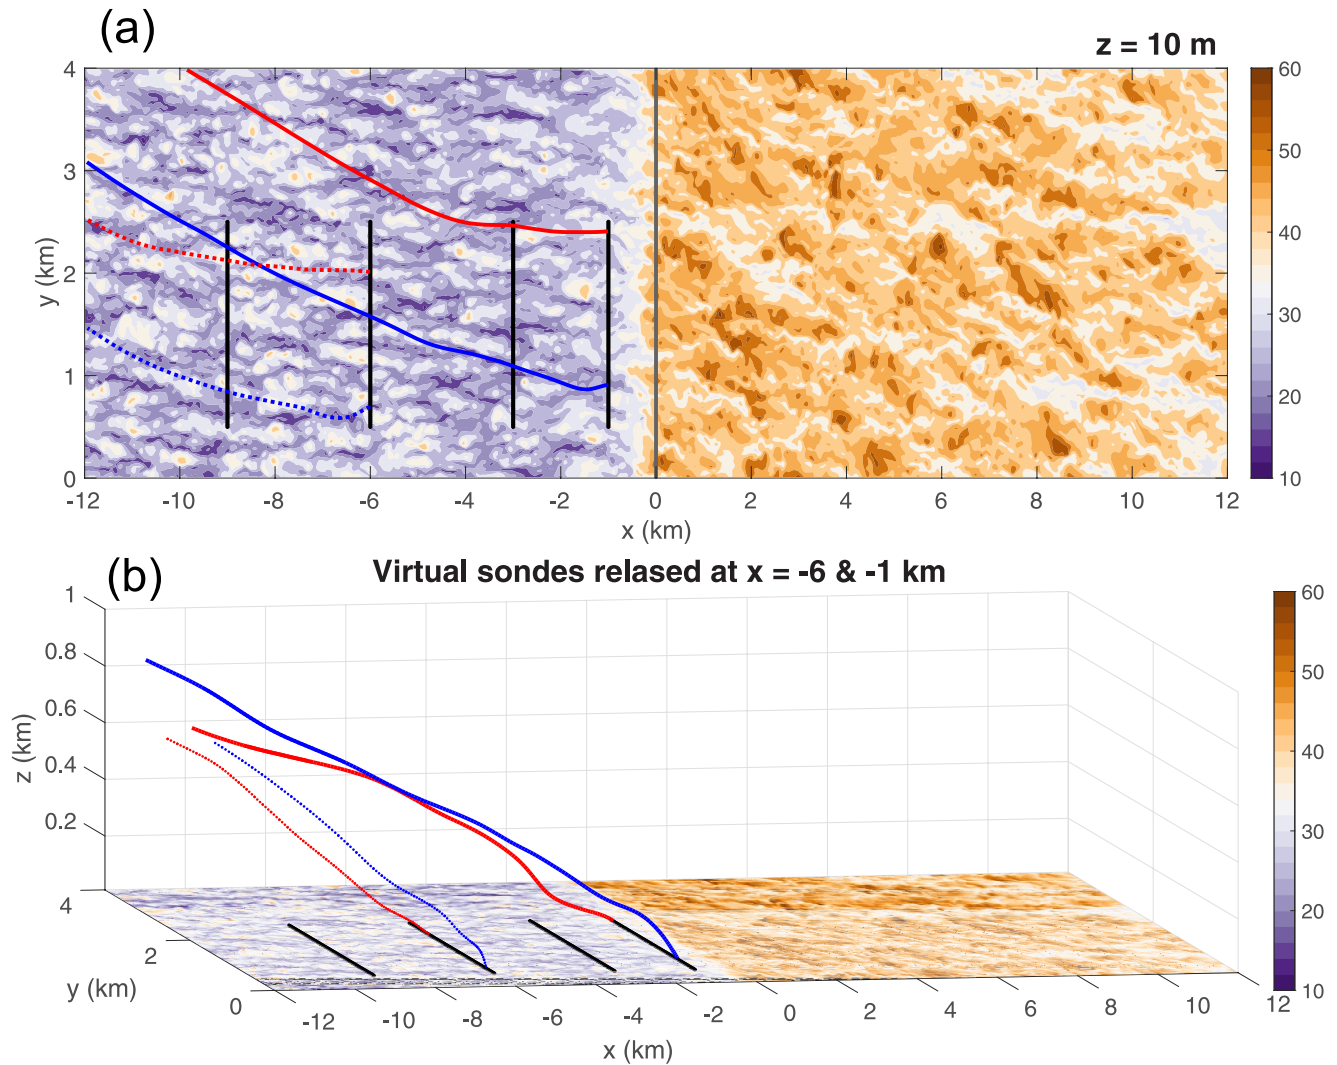 (a)
z = 10 m
4
3
2
1
0
y (km)
-12 -10 -8 -6 -4 -2 0 2 4 6 8 10 12
x (km)
60
50
40
30
20
10
(b)
Virtual sondes relased at x = -6 & -1 km
1
0.8
0.6
0.4
0.2
z (km)
4
2
0
y (km)
-12 -10 -8 -6 -4 -2 0 2 4 6 8 10 12
x (km)
60
50
40
30
20
10